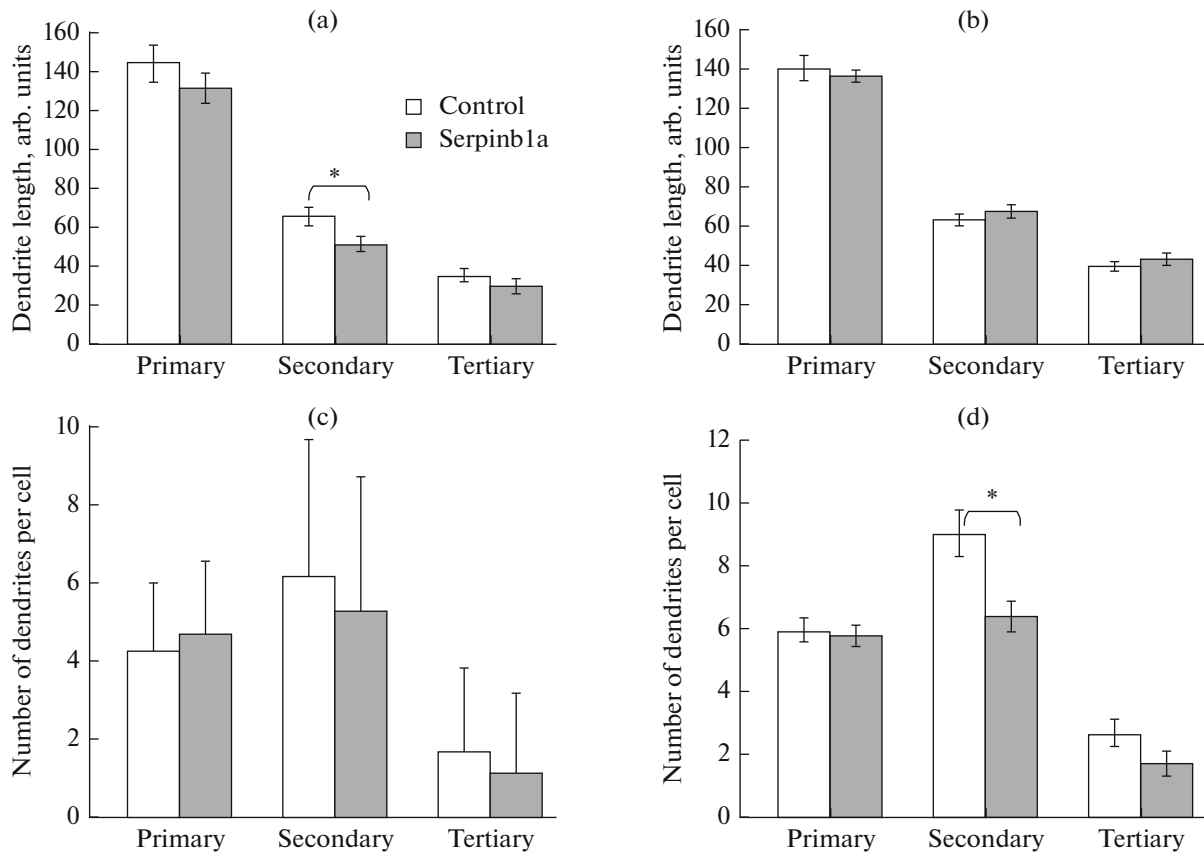 (a)
Dendrite length, arb. units
160
140
120
100
80
60
40
20
0
Control
Serpinb1a
*
Primary Secondary Tertiary
(b)
Dendrite length, arb. units
160
140
120
100
80
60
40
20
0
Primary Secondary Tertiary
(c)
Number of dendrites per cell
10
8
6
4
2
0
Primary Secondary Tertiary
(d)
Number of dendrites per cell
12
10
8
6
4
2
0
*
Primary Secondary Tertiary